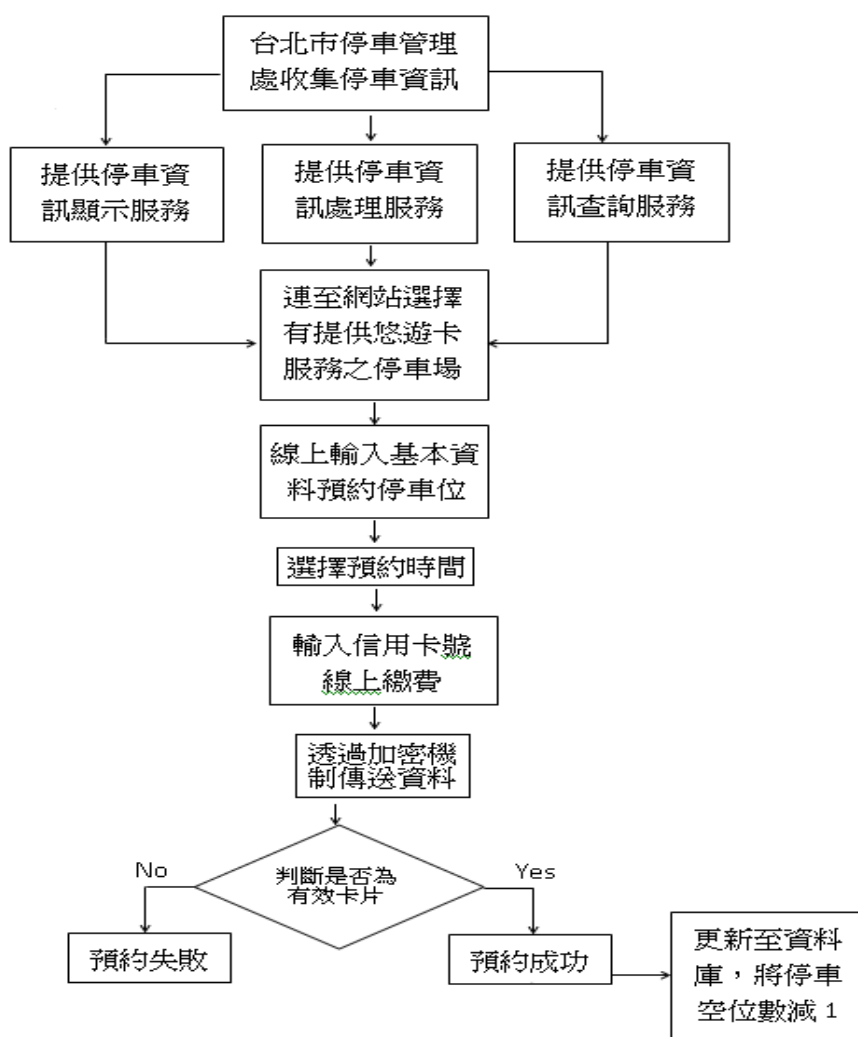 台北市停車管理
處收集停車資訊
提供停車資
訊顯示服務
提供停車資
訊處理服務
提供停車資
訊查詢服務
連至網站選擇
有提供悠遊卡
服務之停車場
線上輸入基本資
料預約停車位
選擇預約時間
輸入信用卡號
線上繳費
透過加密機
制傳送資料
判斷是否為
有效卡片
No
Yes
預約失敗
預約成功
更新至資料
庫，將停車
空位數減 1